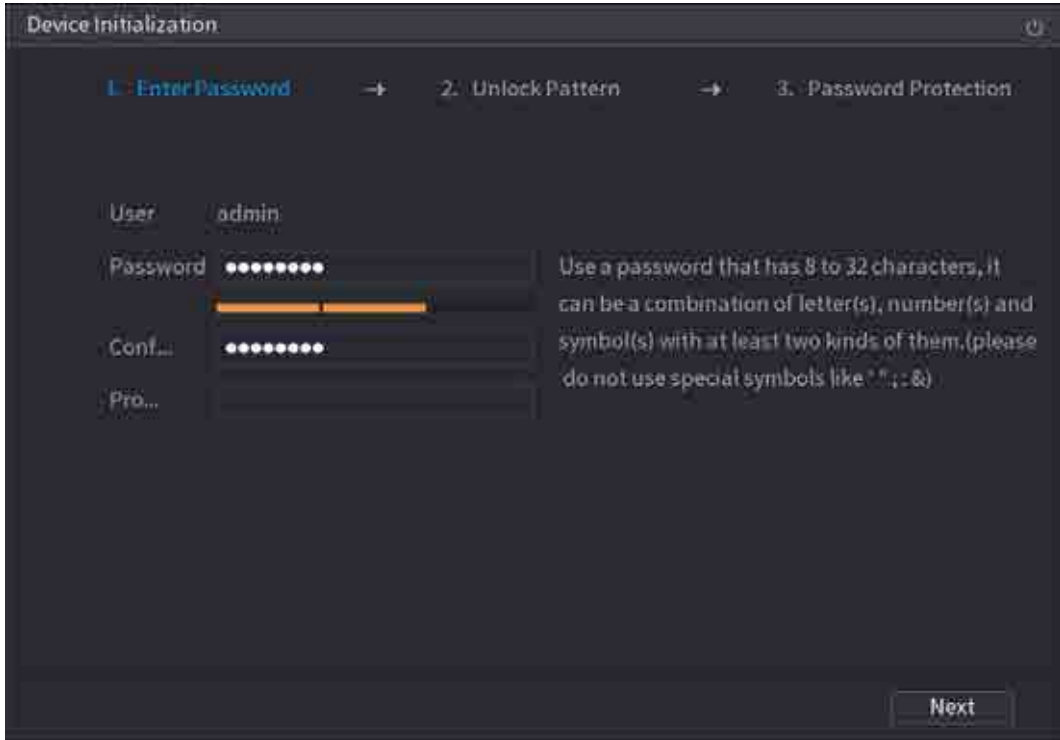 Device Initialization
1. Enter Password → 2. Unlock Pattern → 3. Password Protection
User admin
Password ●●●●●●●●
Use a password that has 8 to 32 characters, it
can be a combination of letter(s), number(s) and
symbol(s) with at least two kinds of them.(please
do not use special symbols like ' " ; : &)
Conf... ●●●●●●●●
Pro...
Next